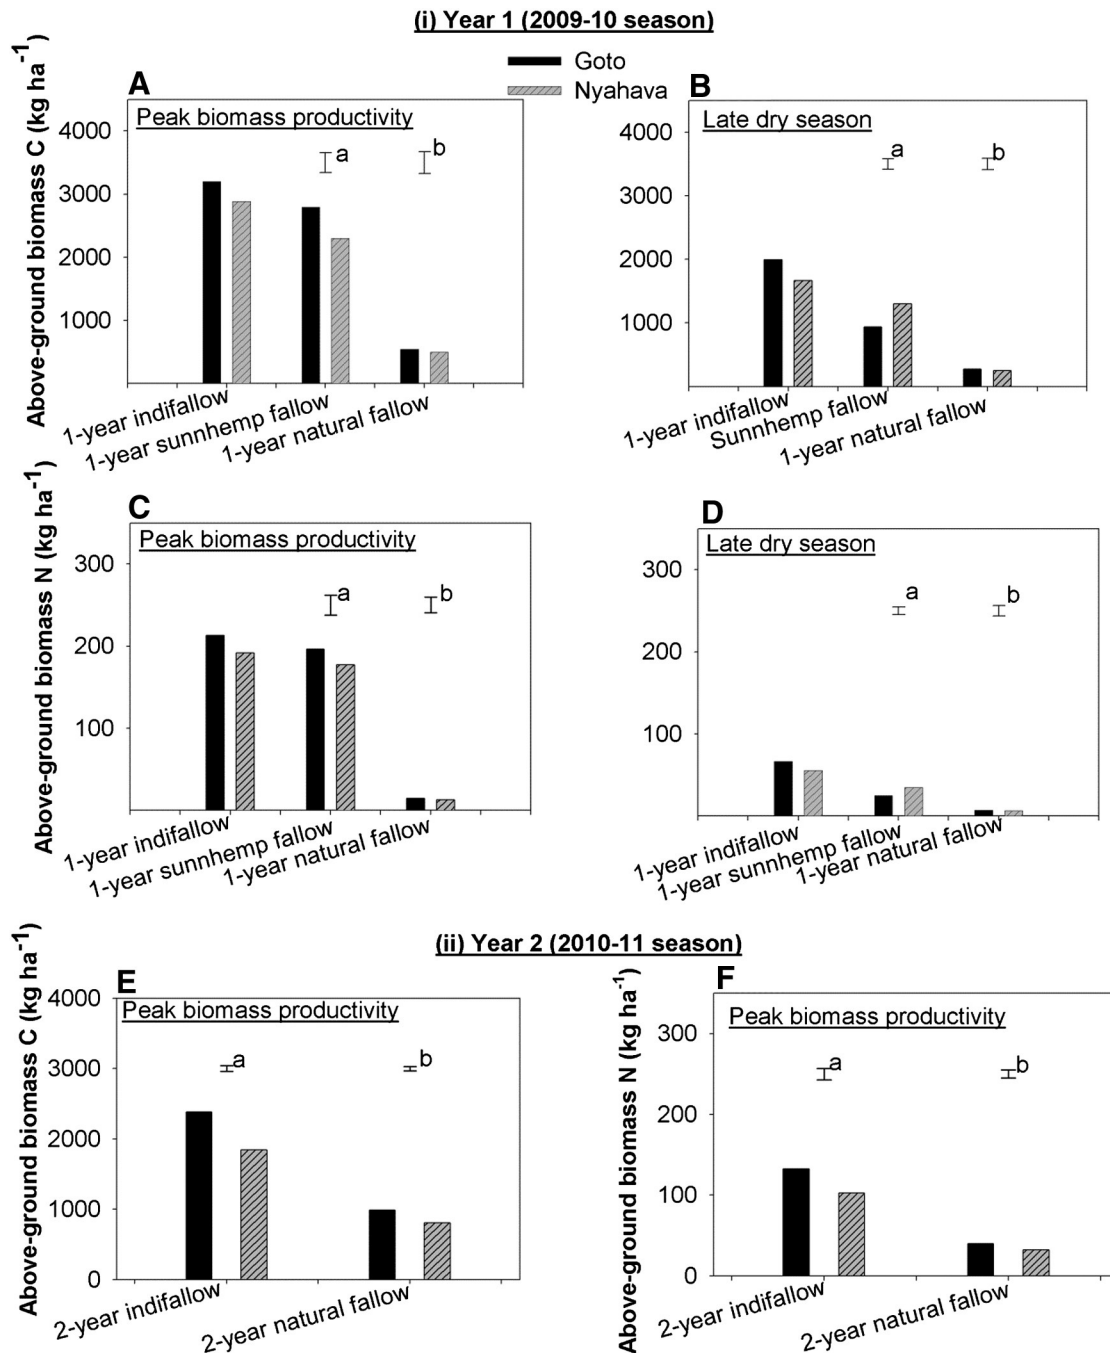 (i) Year 1 (2009-10 season)
Goto
Nyahava
A
Above-ground biomass C (kg ha⁻¹)
Peak biomass productivity
4000
3000
2000
1000
a
b
1-year indifallow
1-year sunnhemp fallow
1-year natural fallow
B
Late dry season
4000
3000
2000
1000
a
b
1-year indifallow
Sunnhemp fallow
1-year natural fallow
C
Above-ground biomass N (kg ha⁻¹)
Peak biomass productivity
300
200
100
a
b
1-year indifallow
1-year sunnhemp fallow
1-year natural fallow
D
Late dry season
300
200
100
a
b
1-year indifallow
1-year sunnhemp fallow
1-year natural fallow
(ii) Year 2 (2010-11 season)
E
Above-ground biomass C (kg ha⁻¹)
Peak biomass productivity
4000
3000
2000
1000
0
a
b
2-year indifallow
2-year natural fallow
F
Above-ground biomass N (kg ha⁻¹)
Peak biomass productivity
300
200
100
0
a
b
2-year indifallow
2-year natural fallow